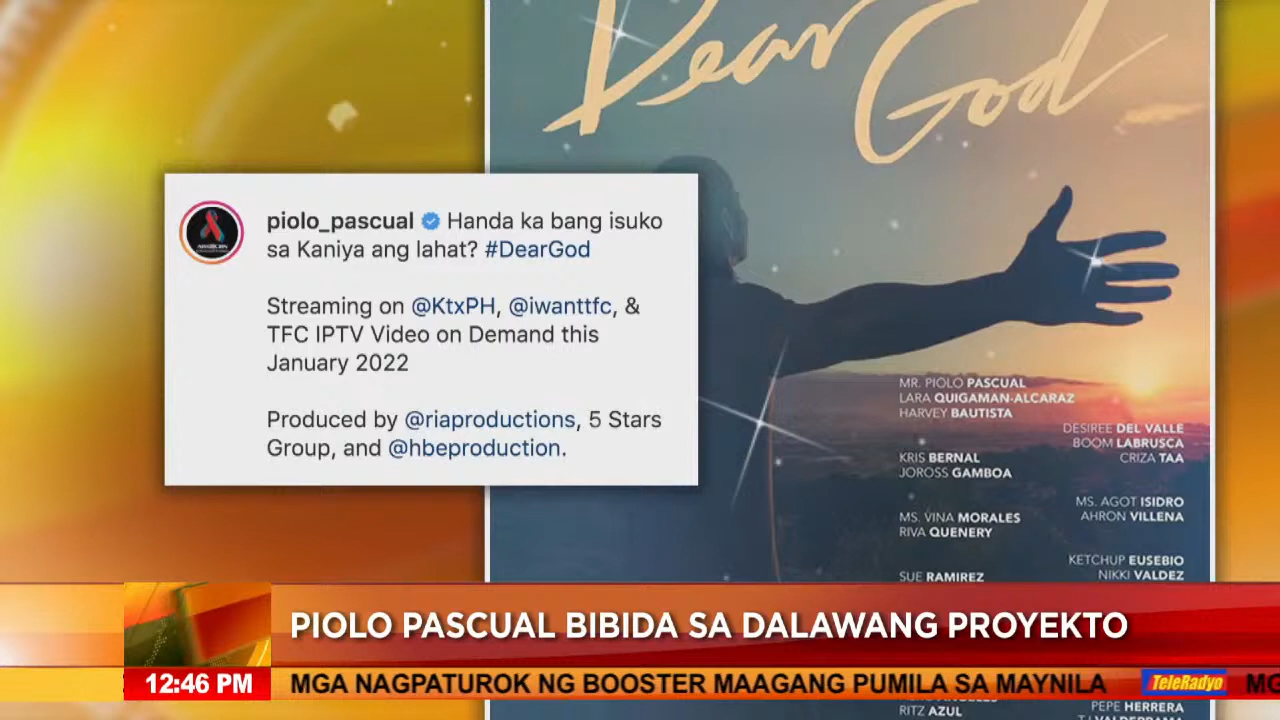 Dear God
piolo_pascual Handa ka bang isuko
sa Kaniya ang lahat? #DearGod
Streaming on @KtxPH, @iwanttfc, &
TFC IPTV Video on Demand this
January 2022
Produced by @riaproductions, 5 Stars
Group, and @hbeproduction.
MR. PIOLO PASCUAL
LARA QUIGAMAN-ALCARAZ
HARVEY BAUTISTA
DESIREE DEL VALLE
BOOM LABRUSCA
CRIZA TAA
KRIS BERNAL
JOROSS GAMBOA
MS. AGOT ISIDRO
AHRON VILLENA
MS. VINA MORALES
RIVA QUENERY
KETCHUP EUSEBIO
NIKKI VALDEZ
SUE RAMIREZ
PIOLO PASCUAL BIBIDA SA DALAWANG PROYEKTO
12:46 PM
MGA NAGPATUROK NG BOOSTER MAAGANG PUMILA SA MAYNILA
TeleRadyo
RITZ AZUL
PEPE HERRERA